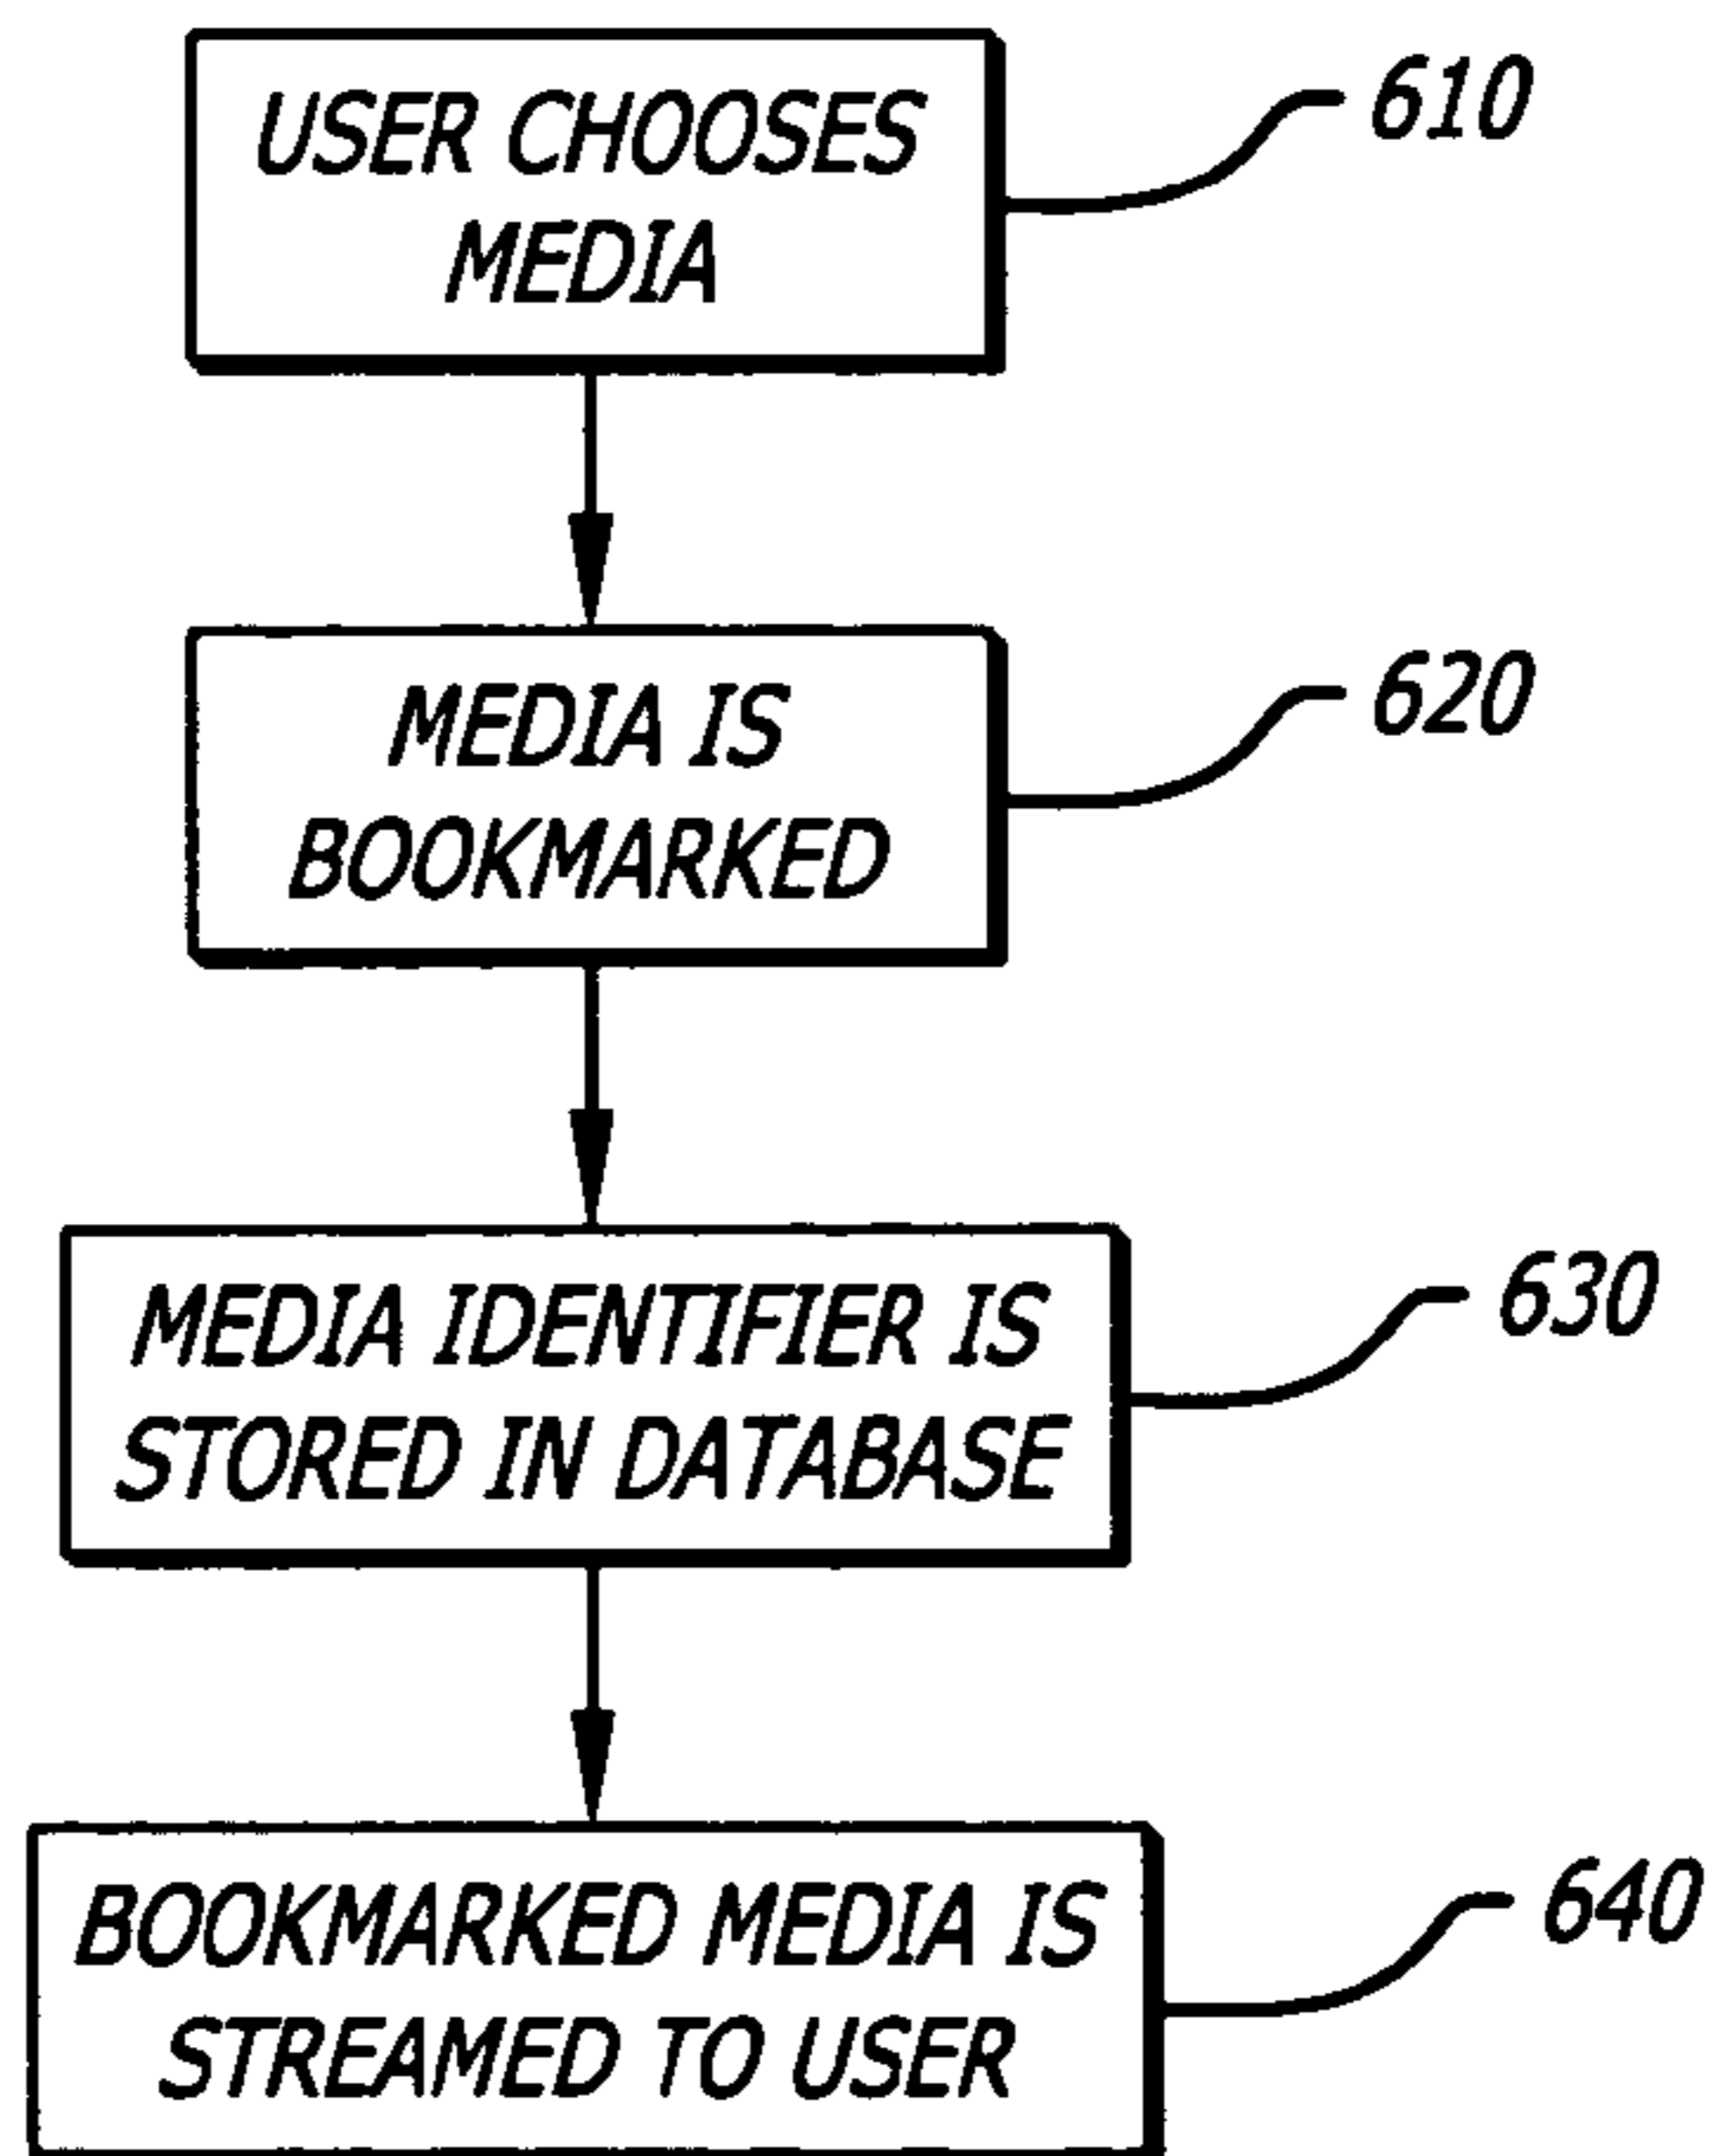 USER CHOOSES
MEDIA
610
MEDIA IS
BOOKMARKED
620
MEDIA IDENTIFIER IS
STORED IN DATABASE
630
BOOKMARKED MEDIA IS
STREAMED TO USER
640